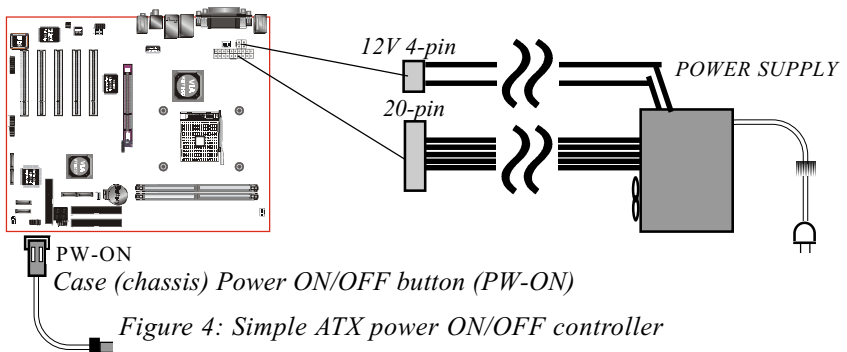 12V 4-pin
POWER SUPPLY
20-pin
VIA
PW-ON
Case (chassis) Power ON/OFF button (PW-ON)
Figure 4: Simple ATX power ON/OFF controller